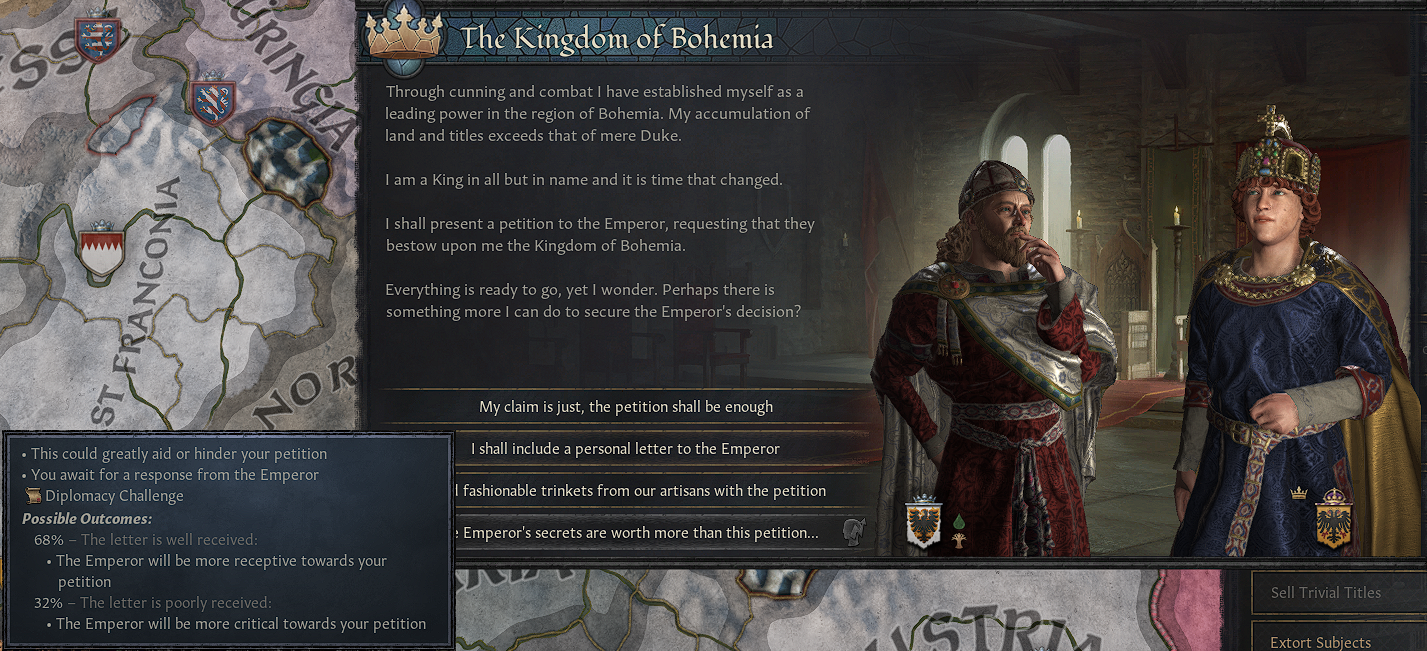 The Kingdom of Bohemia
Through cunning and combat I have established myself as a
leading power in the region of Bohemia. My accumulation of
land and titles exceeds that of mere Duke.
I am a King in all but in name and it is time that changed.
I shall present a petition to the Emperor, requesting that they
bestow upon me the Kingdom of Bohemia.
Everything is ready to go, yet I wonder. Perhaps there is
something more I can do to secure the Emperor's decision?
My claim is just, the petition shall be enough
I shall include a personal letter to the Emperor
fashionable trinkets from our artisans with the petition
Emperor's secrets are worth more than this petition...
• This could greatly aid or hinder your petition
• You await for a response from the Emperor
Diplomacy Challenge
Possible Outcomes:
68% – The letter is well received:
• The Emperor will be more receptive towards your
petition
32% – The letter is poorly received:
• The Emperor will be more critical towards your petition
ESS
URINGIA
ST FRANCONIA
NOR
YSTRIA
Sell Trivial Titles
Extort Subjects